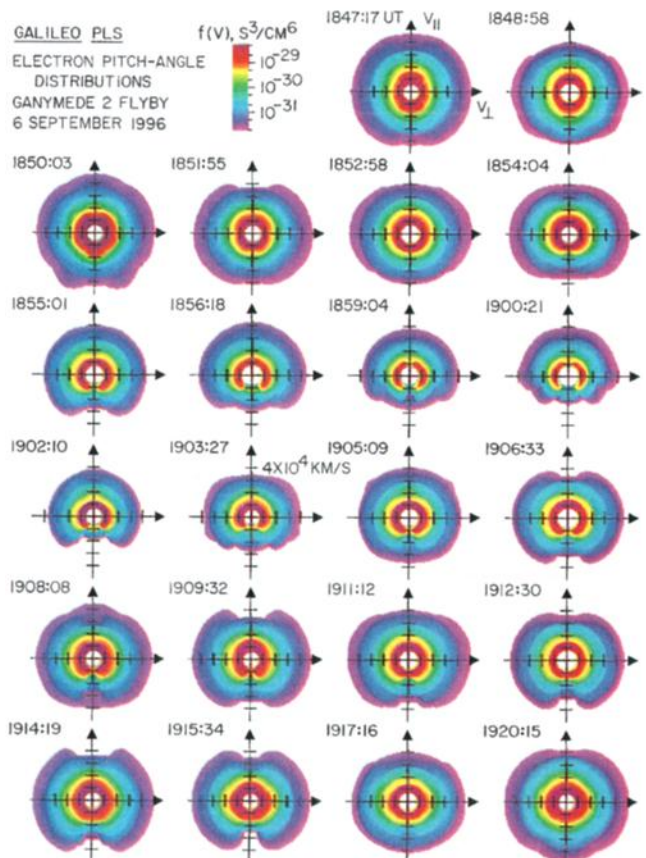 GALILEO PLS
ELECTRON PITCH-ANGLE
DISTRIBUTIONS
GANYMEDE 2 FLYBY
6 SEPTEMBER 1996
f(V), S³/CM⁶
10⁻²⁹
10⁻³⁰
10⁻³¹
1847:17 UT V||
1848:58
V⊥
1850:03
1851:55
1852:58
1854:04
1855:01
1856:18
1859:04
1900:21
1902:10
1903:27
1905:09
1906:33
4X10⁴ KM/S
1908:08
1909:32
1911:12
1912:30
1914:19
1915:34
1917:16
1920:15